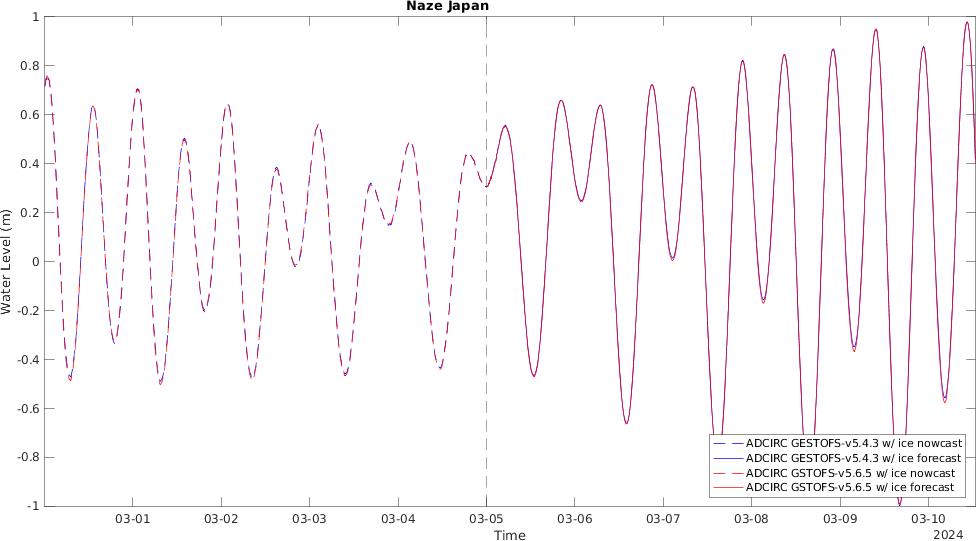 Naze Japan
Water Level (m)
1
0.8
0.6
0.4
0.2
0
-0.2
-0.4
-0.6
-0.8
-1
03-01 03-02 03-03 03-04 03-05 03-06 03-07 03-08 03-09 03-10
Time
2024
ADCIRC GESTOFS-v5.4.3 w/ ice nowcast
ADCIRC GESTOFS-v5.4.3 w/ ice forecast
ADCIRC GSTOFS-v5.6.5 w/ ice nowcast
ADCIRC GSTOFS-v5.6.5 w/ ice forecast